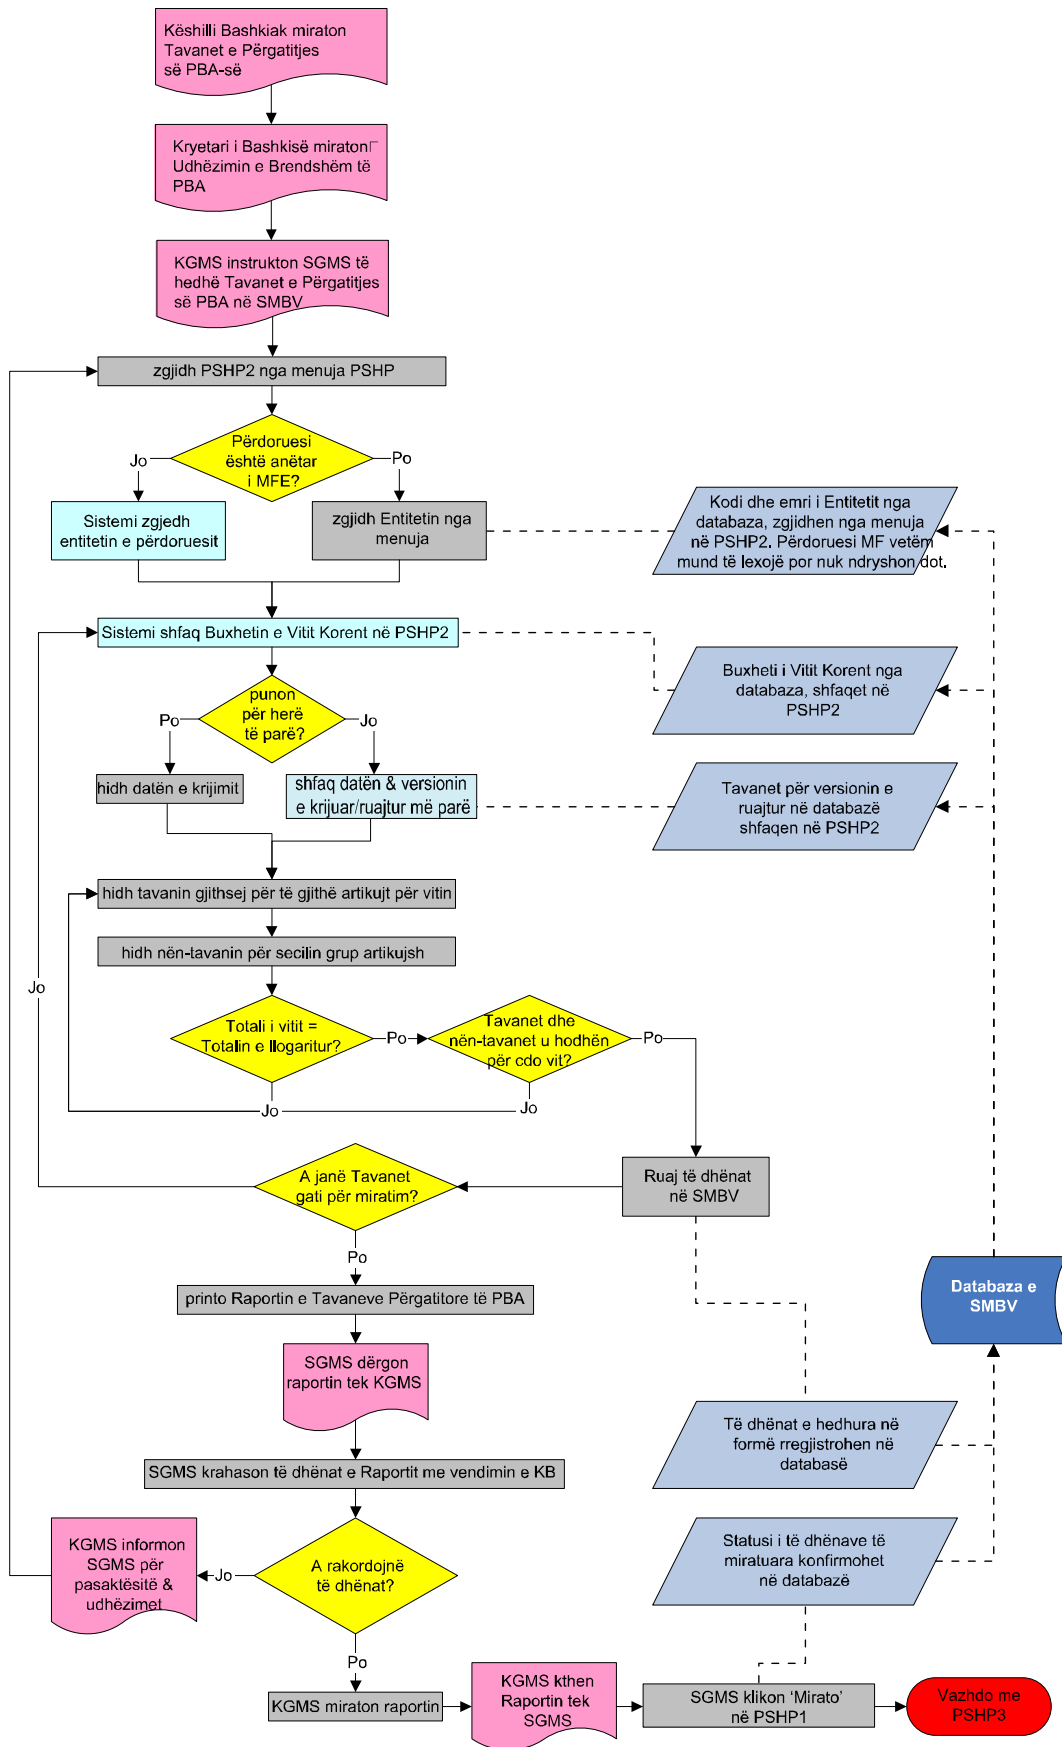 Këshilli Bashkiak miraton
Tavanet e Përgatitjes
së PBA-së
Kryetari i Bashkisë miraton
Udhëzimin e Brendshëm të
PBA
KGMS instrukton SGMS të
hedhë Tavanet e Përgatitjes
së PBA në SMBV
zgjidh PSHP2 nga menuja PSHP
Përdoruesi
është anëtar
i MFE?
Jo
Po
Sistemi zgjedh
entitetin e përdoruesit
zgjidh Entitetin nga
menuja
Kodi dhe emri i Entitetit nga
databaza, zgjidhen nga menuja
në PSHP2. Përdoruesi MF vetëm
mund të lexojë por nuk ndryshon dot.
Sistemi shfaq Buxhetin e Vitit Korent në PSHP2
Buxheti i Vitit Korent nga
databaza, shfaqet në
PSHP2
punon
për herë
të parë?
Po
Jo
hidh datën e krijimit
shfaq datën & versionin
e krijuar/ruajtur më parë
Tavanet për versionin e
ruajtur në databazë
shfaqen në PSHP2
hidh tavanin gjithsej për të gjithë artikujt për vitin
hidh nën-tavanin për secilin grup artikujsh
Jo
Totali i vitit =
Totalin e llogaritur?
Po
Tavanet dhe
nën-tavanet u hodhën
për cdo vit?
Po
Jo
Jo
A janë Tavanet
gati për miratim?
Ruaj të dhënat
në SMBV
Po
printo Raportin e Tavaneve Përgatitore të PBA
Databaza e
SMBV
SGMS dërgon
raportin tek KGMS
Të dhënat e hedhura në
formë rregjistrohen në
databasë
SGMS krahason të dhënat e Raportit me vendimin e KB
KGMS informon
SGMS për
pasaktësitë &
udhëzimet
Jo
A rakordojnë
të dhënat?
Statusi i të dhënave të
miratuara konfirmohet
në databazë
Po
KGMS miraton raportin
KGMS kthen
Raportin tek
SGMS
SGMS klikon ‘Mirato’
në PSHP1
Vazhdo me
PSHP3